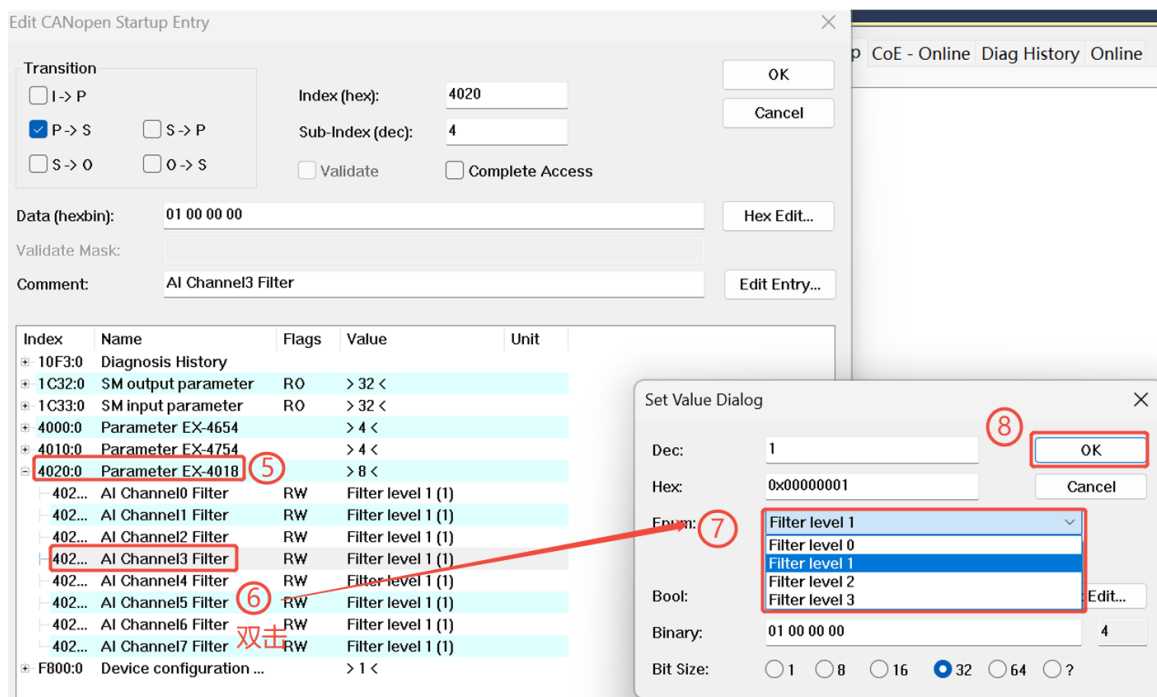 Edit CANopen Startup Entry
CoE - Online Diag History Online
Transition
I -> P
P -> S
S -> P
S -> O
O -> S
Index (hex): 4020
Sub-Index (dec): 4
Validate
Complete Access
OK
Cancel
Data (hexbin): 01 00 00 00
Hex Edit...
Validate Mask:
Comment: AI Channel3 Filter
Edit Entry...
Index Name Flags Value Unit
10F3:0 Diagnosis History
1C32:0 SM output parameter RO > 32 <
1C33:0 SM input parameter RO > 32 <
4000:0 Parameter EX-4654 > 4 <
4010:0 Parameter EX-4754 > 4 <
4020:0 Parameter EX-4018 ⑤ > 8 <
402... AI Channel0 Filter RW Filter level 1 (1)
402... AI Channel1 Filter RW Filter level 1 (1)
402... AI Channel2 Filter RW Filter level 1 (1)
402... AI Channel3 Filter RW Filter level 1 (1)
402... AI Channel4 Filter RW Filter level 1 (1)
402... AI Channel5 Filter ⑥ RW Filter level 1 (1)
402... AI Channel6 Filter RW Filter level 1 (1)
双击
402... AI Channel7 Filter RW Filter level 1 (1)
F800:0 Device configuration ... > 1 <
Set Value Dialog
⑧
Dec: 1
OK
Hex: 0x00000001
Cancel
Enum: ⑦ Filter level 1
Filter level 0
Filter level 1
Filter level 2
Filter level 3
Bool:
Edit...
Binary: 01 00 00 00 4
Bit Size: 1 8 16 32 64 ?